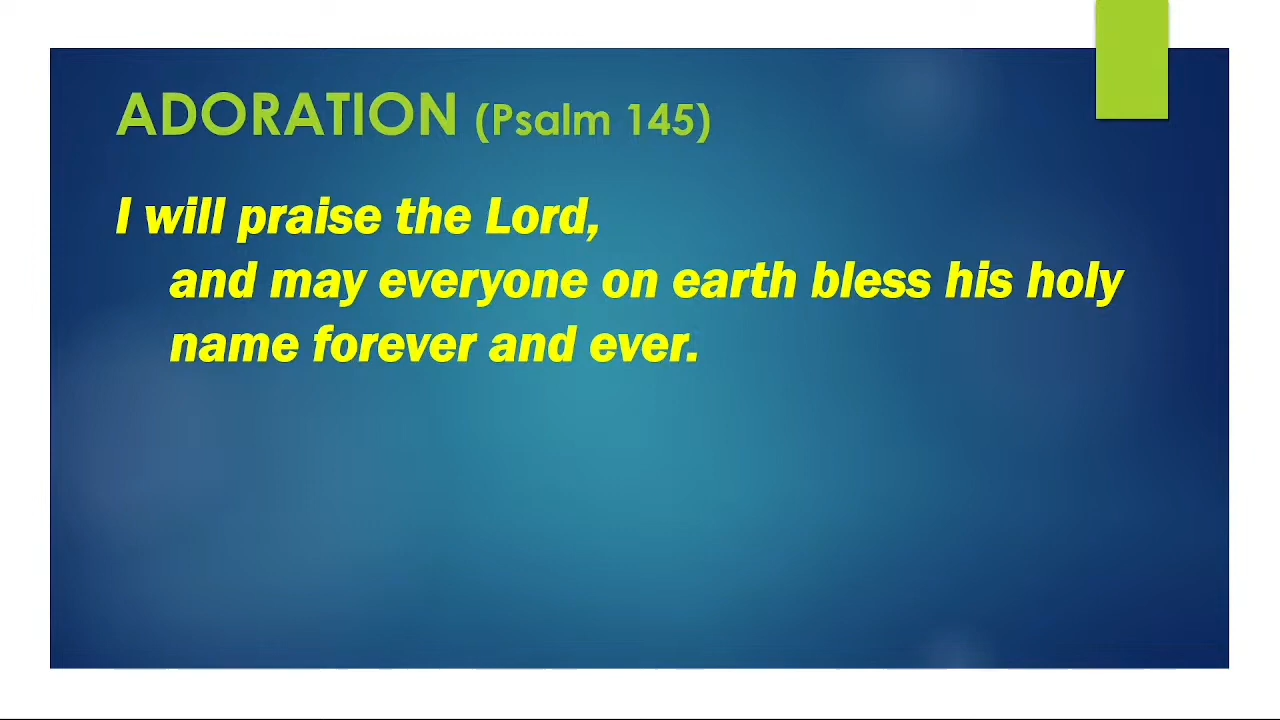 ADORATION (Psalm 145)
I will praise the Lord,
and may everyone on earth bless his holy
name forever and ever.